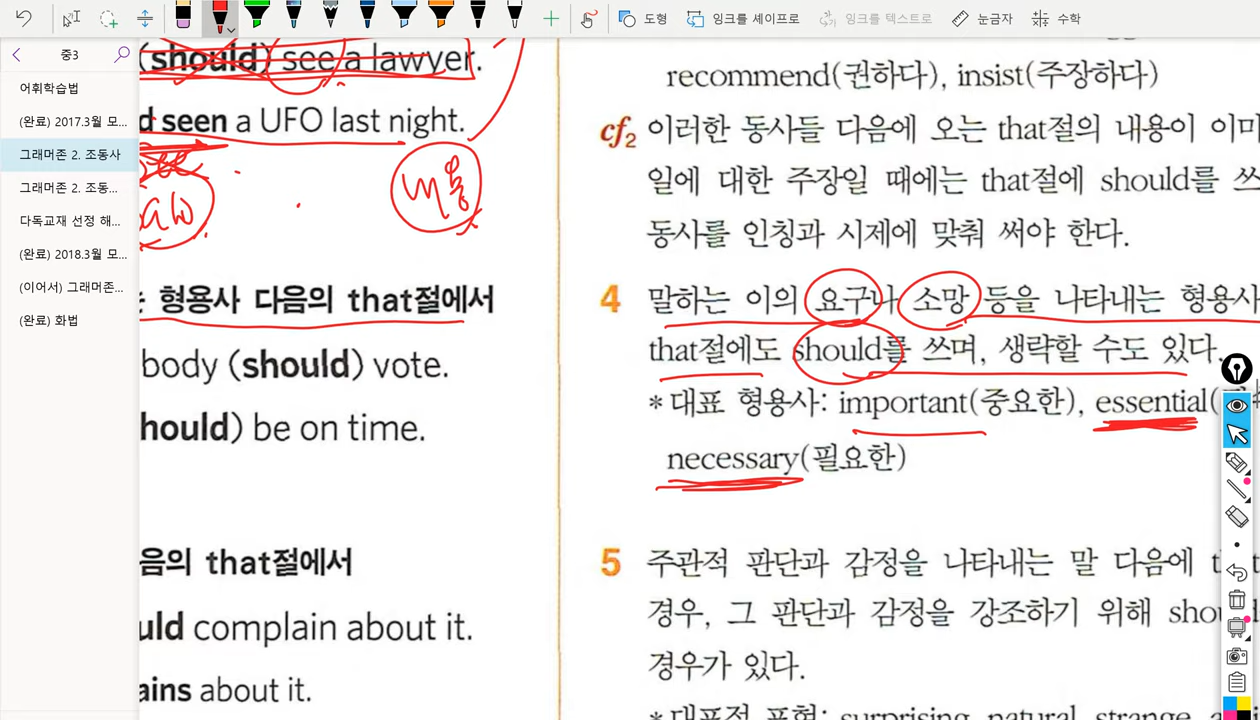 도형
잉크를 셰이프로
잉크를 텍스트로
눈금자
수학
중3
어휘학습법
(완료) 2017.3월 모...
그래머존 2. 조동사
그래머존 2. 조동...
다독교재 선정 해...
(완료) 2018.3월 모...
(이어서) 그래머존...
(완료) 화법
(should) see a lawyer.
d seen a UFO last night.
내용
형용사 다음의 that절에서
body (should) vote.
hould) be on time.
음의 that절에서
uld complain about it.
ains about it.
recommend(권하다), insist(주장하다)
cf2 이러한 동사들 다음에 오는 that절의 내용이 이미
일에 대한 주장일 때에는 that절에 should를 쓰
동사를 인칭과 시제에 맞춰 써야 한다.
4 말하는 이의 요구나 소망 등을 나타내는 형용사
that절에도 should를 쓰며, 생략할 수도 있다.
* 대표 형용사: important(중요한), essential(
necessary(필요한)
5 주관적 판단과 감정을 나타내는 말 다음에
경우, 그 판단과 감정을 강조하기 위해 shou
경우가 있다.
* 대표적 표현: surprising, natural, strange,